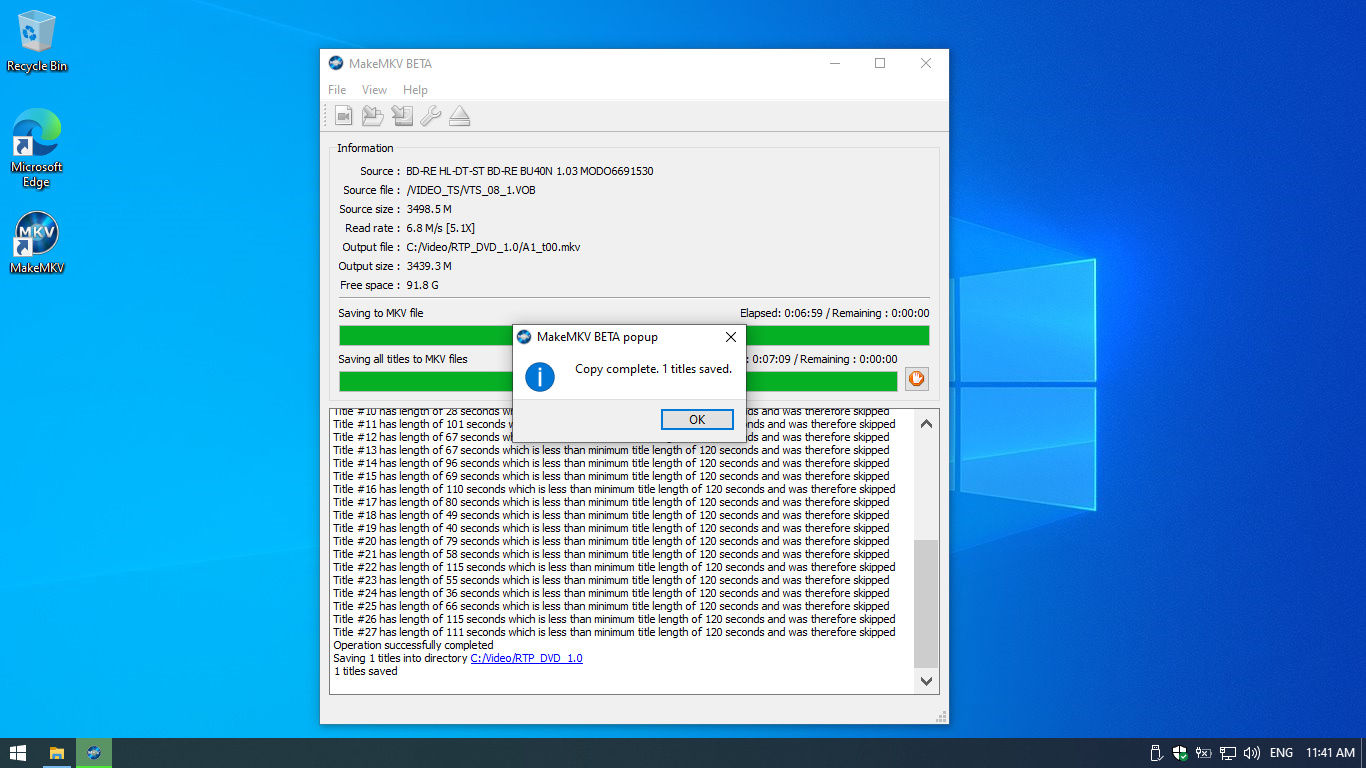 Recycle Bin
Microsoft
Edge
MKV
MakeMKV
MakeMKV BETA
File View Help
Information
Source : BD-RE HL-DT-ST BD-RE BU40N 1.03 MODO6691530
Source file : /VIDEO_TS/VTS_08_1.VOB
Source size : 3498.5 M
Read rate : 6.8 M/s [5.1X]
Output file : C:/Video/RTP_DVD_1.0/A1_t00.mkv
Output size : 3439.3 M
Free space : 91.8 G
Saving to MKV file Elapsed: 0:06:59 / Remaining : 0:00:00
Saving all titles to MKV files : 0:07:09 / Remaining : 0:00:00
MakeMKV BETA popup
Copy complete. 1 titles saved.
OK
Title #10 has length of 28 seconds wh seconds and was therefore skipped
Title #11 has length of 101 seconds seconds and was therefore skipped
Title #12 has length of 67 seconds seconds and was therefore skipped
Title #13 has length of 67 seconds which is less than minimum title length of 120 seconds and was therefore skipped
Title #14 has length of 96 seconds which is less than minimum title length of 120 seconds and was therefore skipped
Title #15 has length of 69 seconds which is less than minimum title length of 120 seconds and was therefore skipped
Title #16 has length of 110 seconds which is less than minimum title length of 120 seconds and was therefore skipped
Title #17 has length of 80 seconds which is less than minimum title length of 120 seconds and was therefore skipped
Title #18 has length of 49 seconds which is less than minimum title length of 120 seconds and was therefore skipped
Title #19 has length of 40 seconds which is less than minimum title length of 120 seconds and was therefore skipped
Title #20 has length of 79 seconds which is less than minimum title length of 120 seconds and was therefore skipped
Title #21 has length of 58 seconds which is less than minimum title length of 120 seconds and was therefore skipped
Title #22 has length of 115 seconds which is less than minimum title length of 120 seconds and was therefore skipped
Title #23 has length of 55 seconds which is less than minimum title length of 120 seconds and was therefore skipped
Title #24 has length of 36 seconds which is less than minimum title length of 120 seconds and was therefore skipped
Title #25 has length of 66 seconds which is less than minimum title length of 120 seconds and was therefore skipped
Title #26 has length of 115 seconds which is less than minimum title length of 120 seconds and was therefore skipped
Title #27 has length of 111 seconds which is less than minimum title length of 120 seconds and was therefore skipped
Operation successfully completed
Saving 1 titles into directory C:/Video/RTP_DVD_1.0
1 titles saved
ENG 11:41 AM